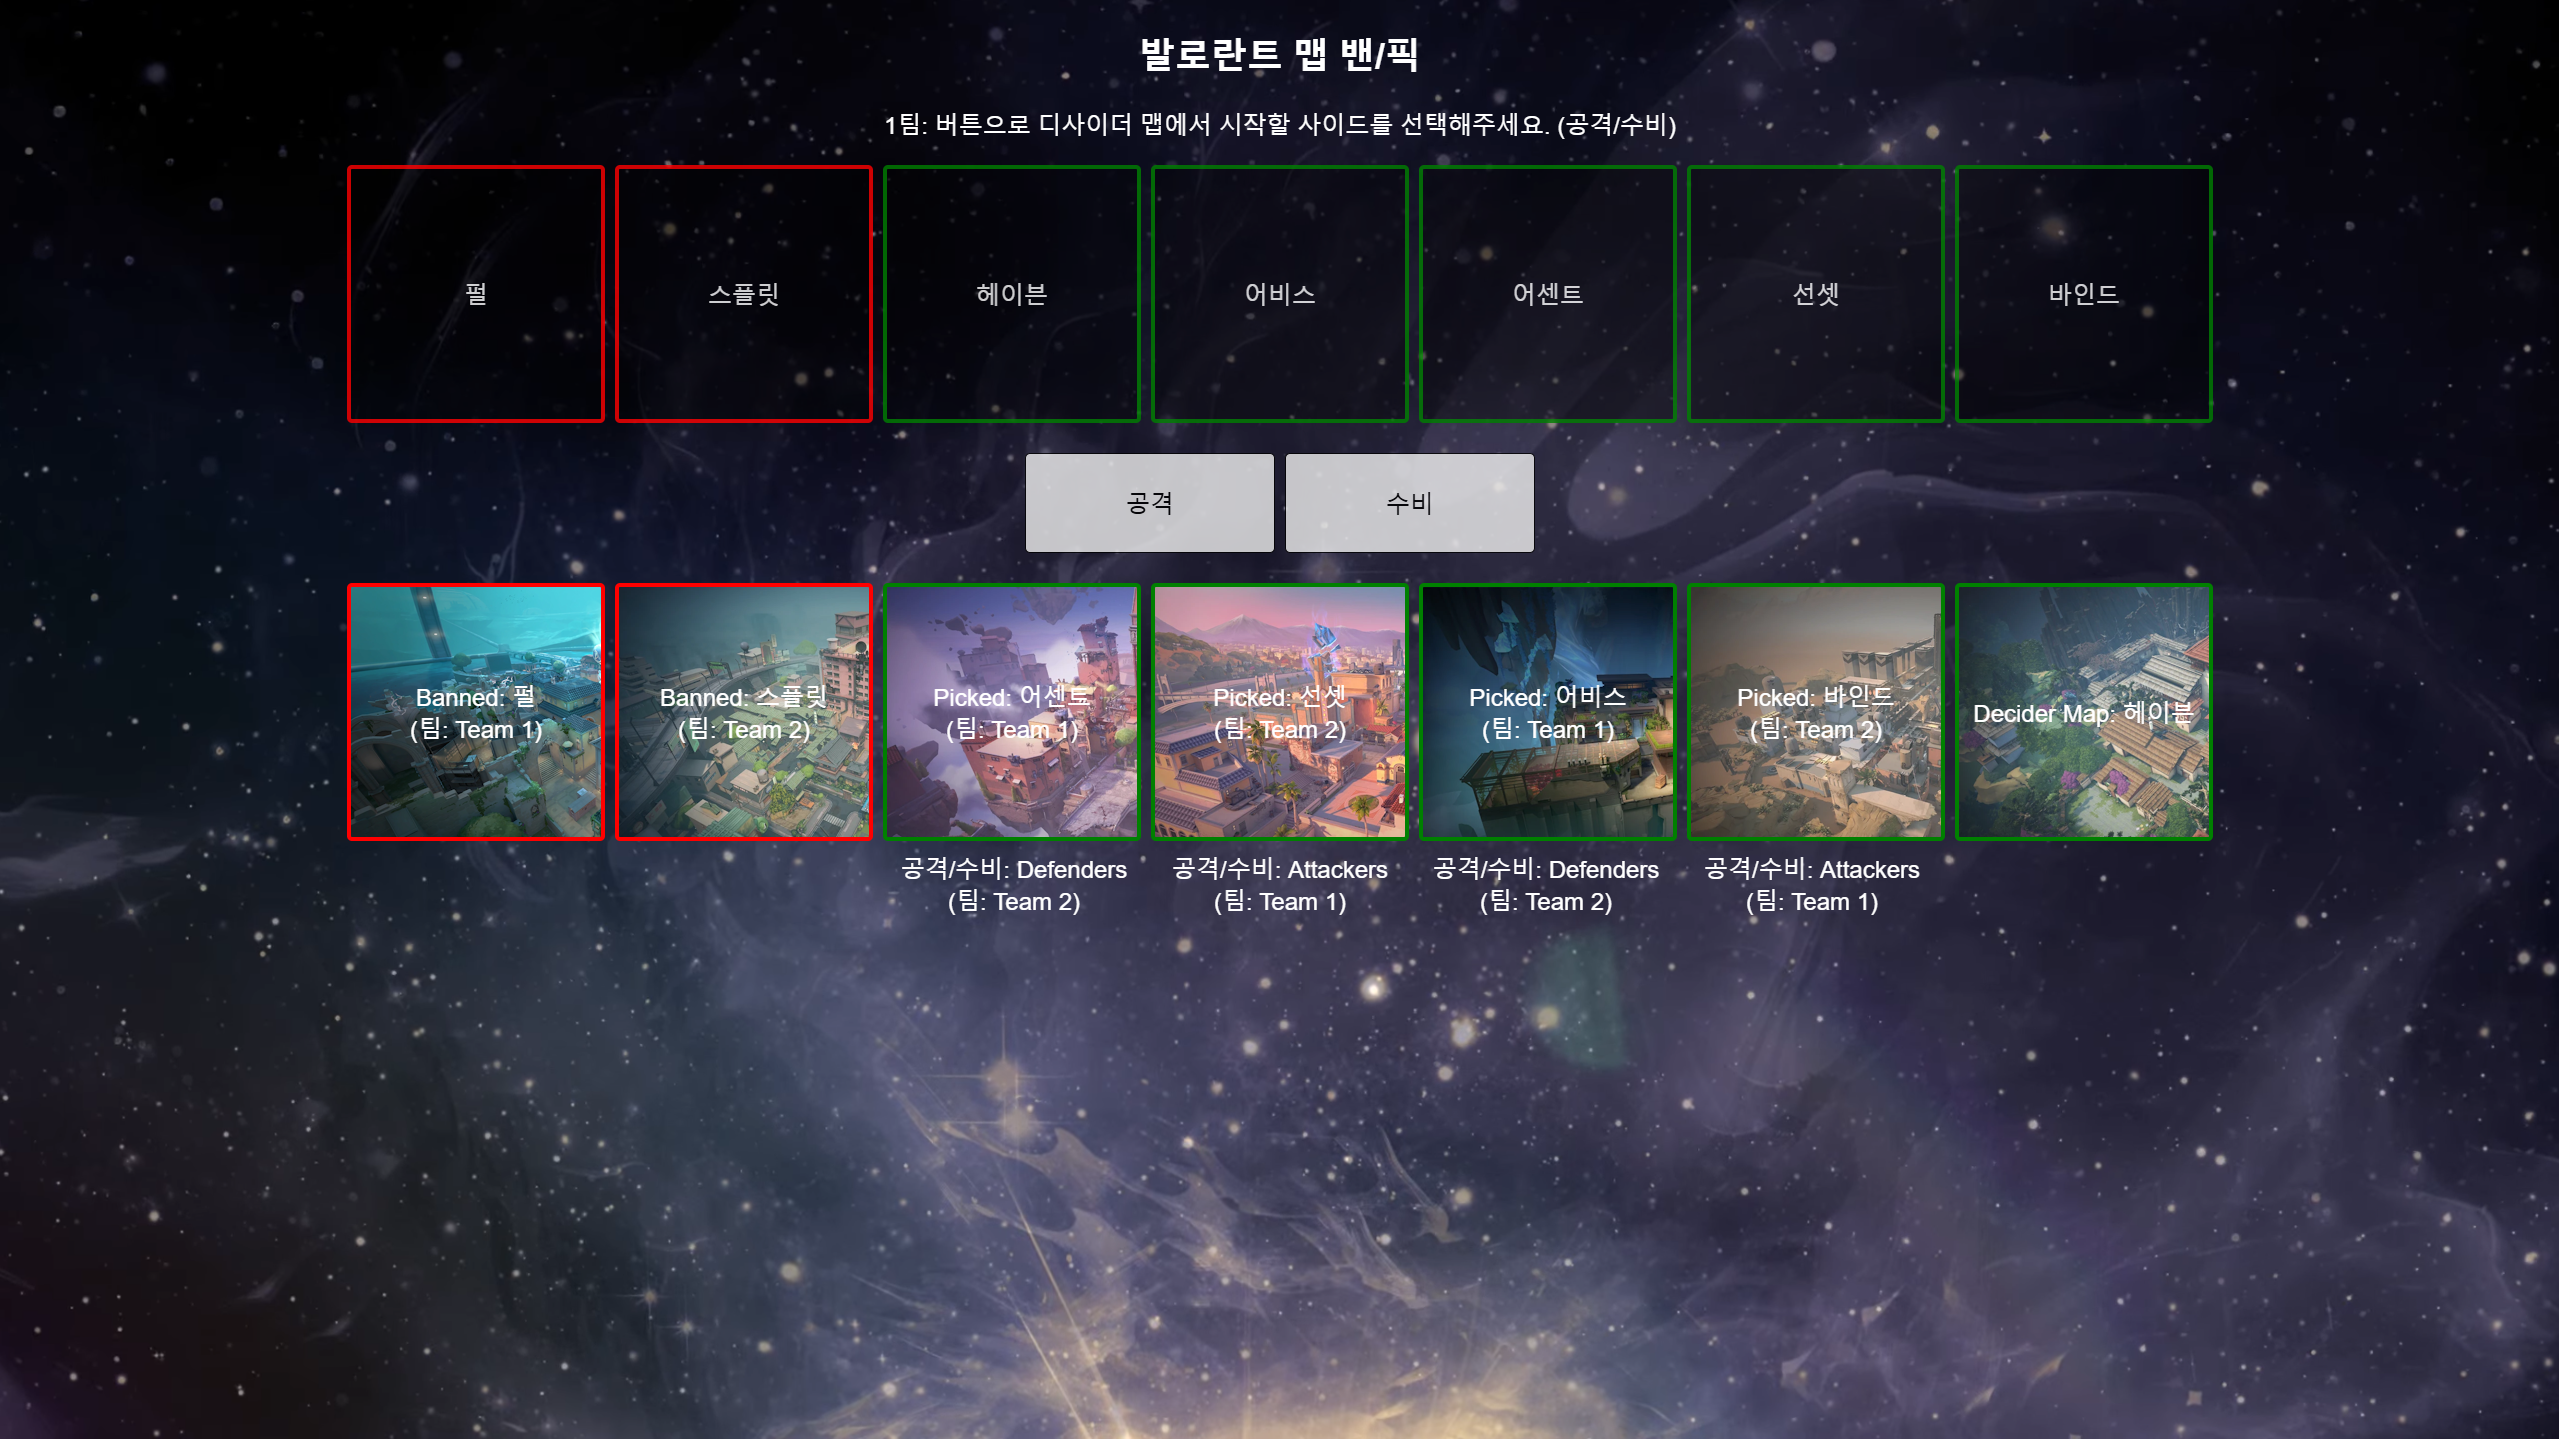 발로란트 맵 밴/픽
1팀: 버튼으로 디사이더 맵에서 시작할 사이드를 선택해주세요. (공격/수비)
펄
스플릿
헤이븐
어비스
어센트
선셋
바인드
공격
수비
Banned: 펄
(팀: Team 1)
Banned: 스플릿
(팀: Team 2)
Picked: 어센트
(팀: Team 1)
Picked: 선셋
(팀: Team 2)
Picked: 어비스
(팀: Team 1)
Picked: 바인드
(팀: Team 2)
Decider Map: 헤이븐
공격/수비: Defenders
(팀: Team 2)
공격/수비: Attackers
(팀: Team 1)
공격/수비: Defenders
(팀: Team 2)
공격/수비: Attackers
(팀: Team 1)